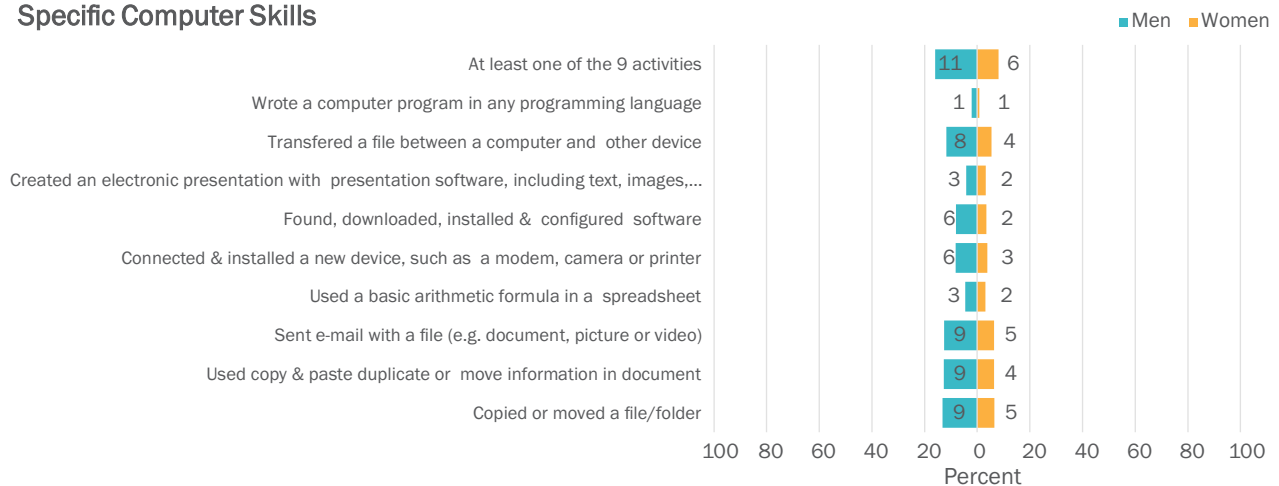 Specific Computer Skills
Men Women
At least one of the 9 activities 11 6
Wrote a computer program in any programming language 1 1
Transfered a file between a computer and other device 8 4
Created an electronic presentation with presentation software, including text, images,... 3 2
Found, downloaded, installed & configured software 6 2
Connected & installed a new device, such as a modem, camera or printer 6 3
Used a basic arithmetic formula in a spreadsheet 3 2
Sent e-mail with a file (e.g. document, picture or video) 9 5
Used copy & paste duplicate or move information in document 9 4
Copied or moved a file/folder 9 5
100 80 60 40 20 0 20 40 60 80 100
Percent